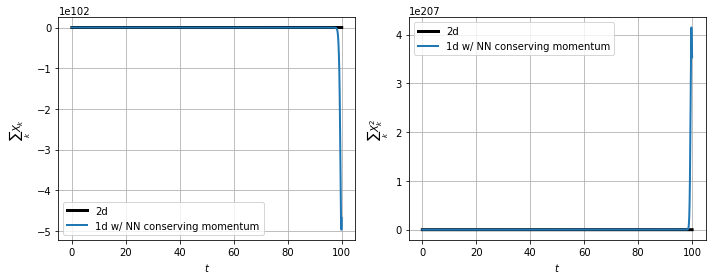 1e102
0
−1
−2
−3
−4
−5
0 20 40 60 80 100
t
∑ₖ Xₖ
2d
1d w/ NN conserving momentum
1e207
4
3
2
1
0
0 20 40 60 80 100
t
∑ₖ Xₖ²
2d
1d w/ NN conserving momentum